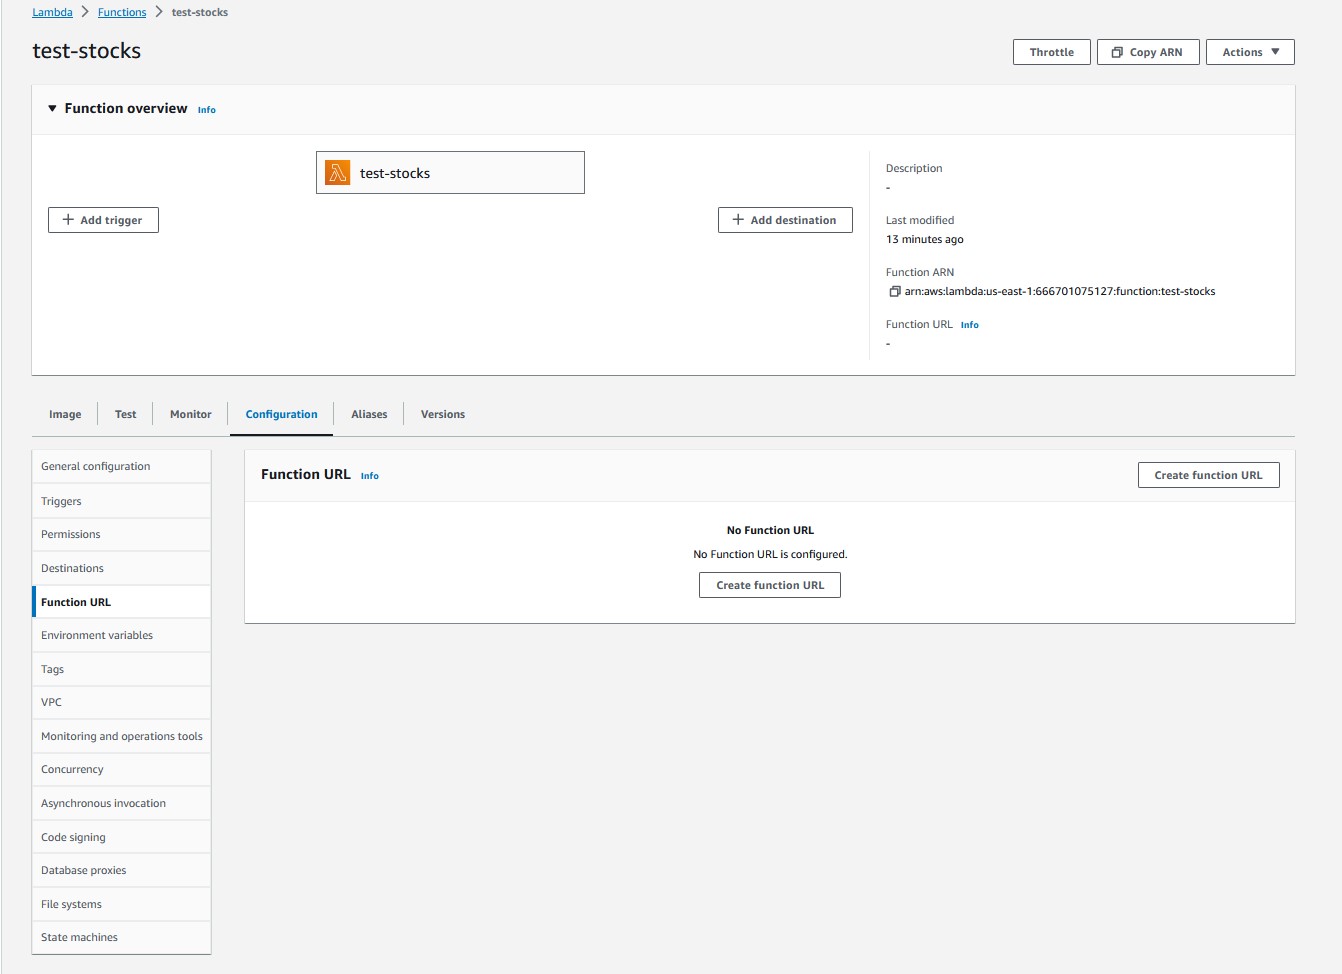 Lambda > Functions > test-stocks
test-stocks
Throttle
Copy ARN
Actions ▼
▼ Function overview Info
test-stocks
+ Add trigger
+ Add destination
Description
-
Last modified
13 minutes ago
Function ARN
arn:aws:lambda:us-east-1:666701075127:function:test-stocks
Function URL Info
-
Image
Test
Monitor
Configuration
Aliases
Versions
General configuration
Triggers
Permissions
Destinations
Function URL
Environment variables
Tags
VPC
Monitoring and operations tools
Concurrency
Asynchronous invocation
Code signing
Database proxies
File systems
State machines
Function URL Info
Create function URL
No Function URL
No Function URL is configured.
Create function URL